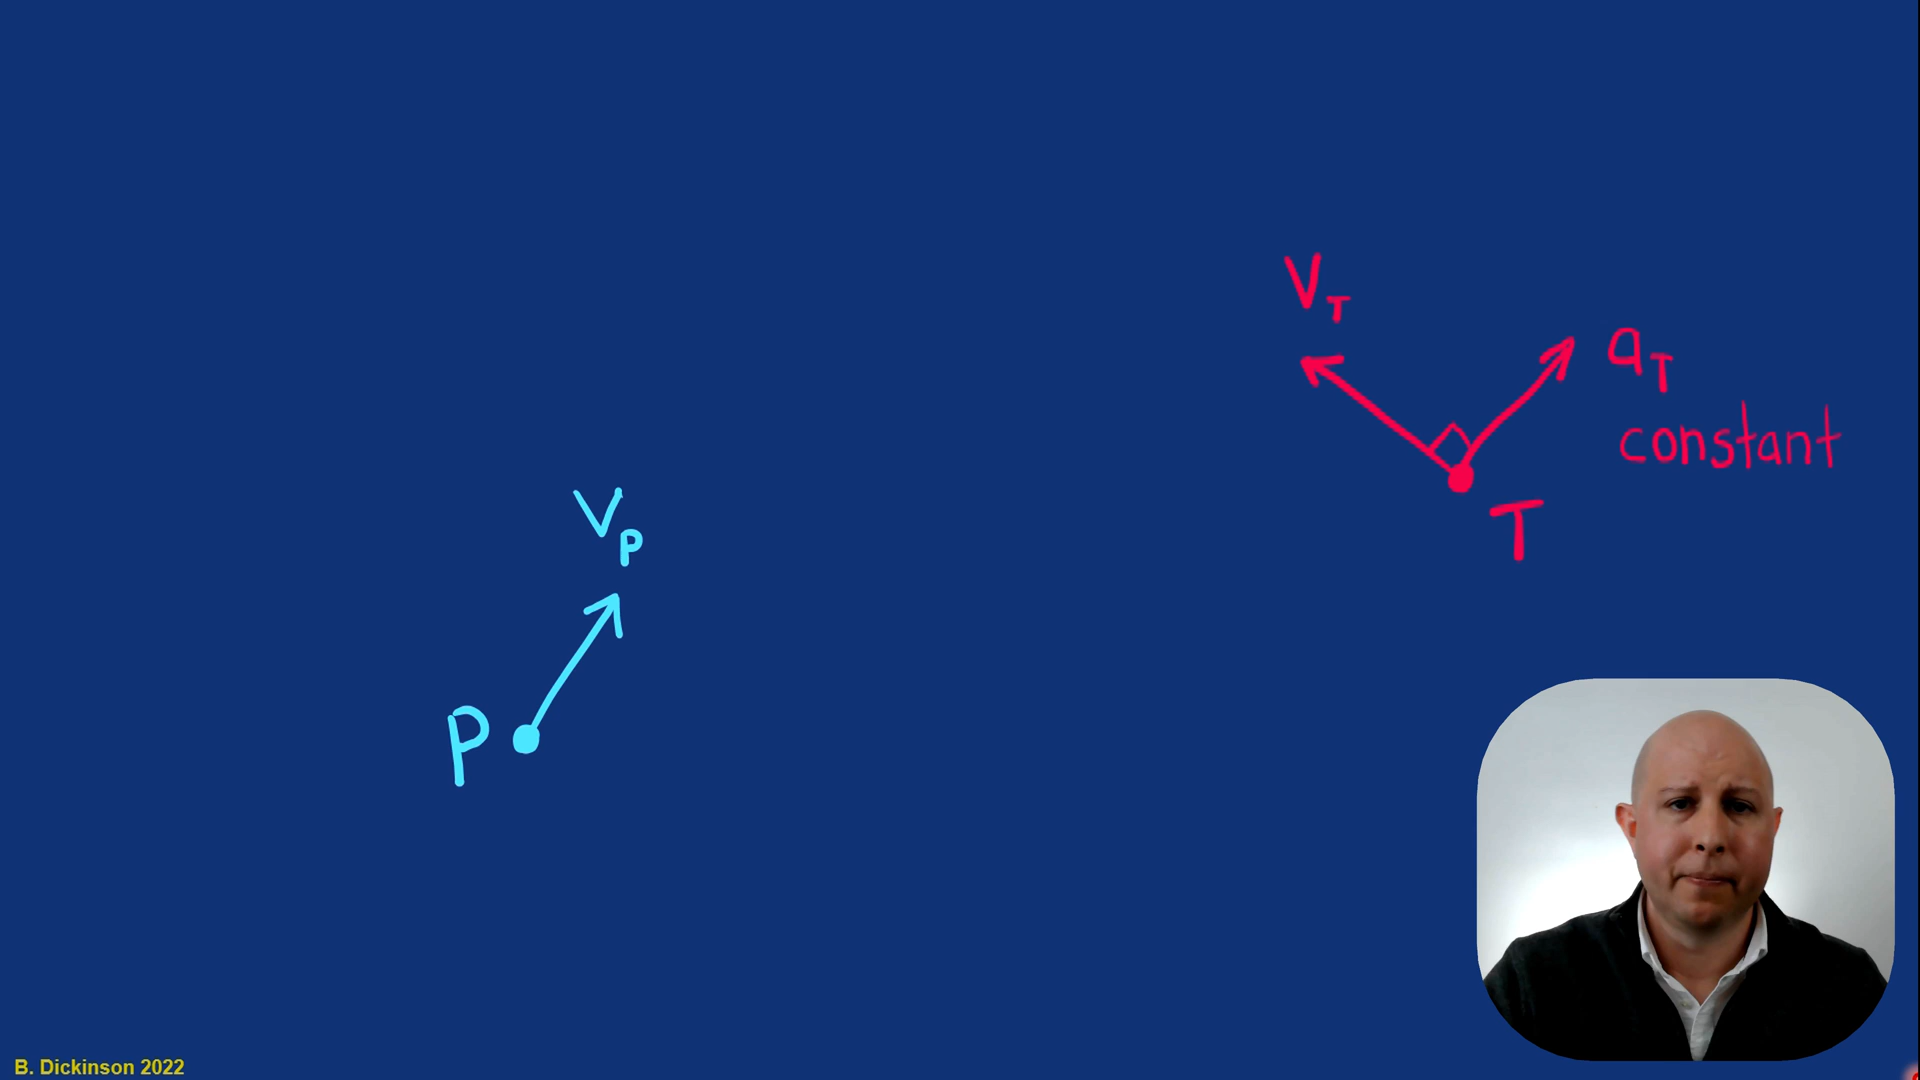 V_T
a_T
constant
T
V_P
P
B. Dickinson 2022